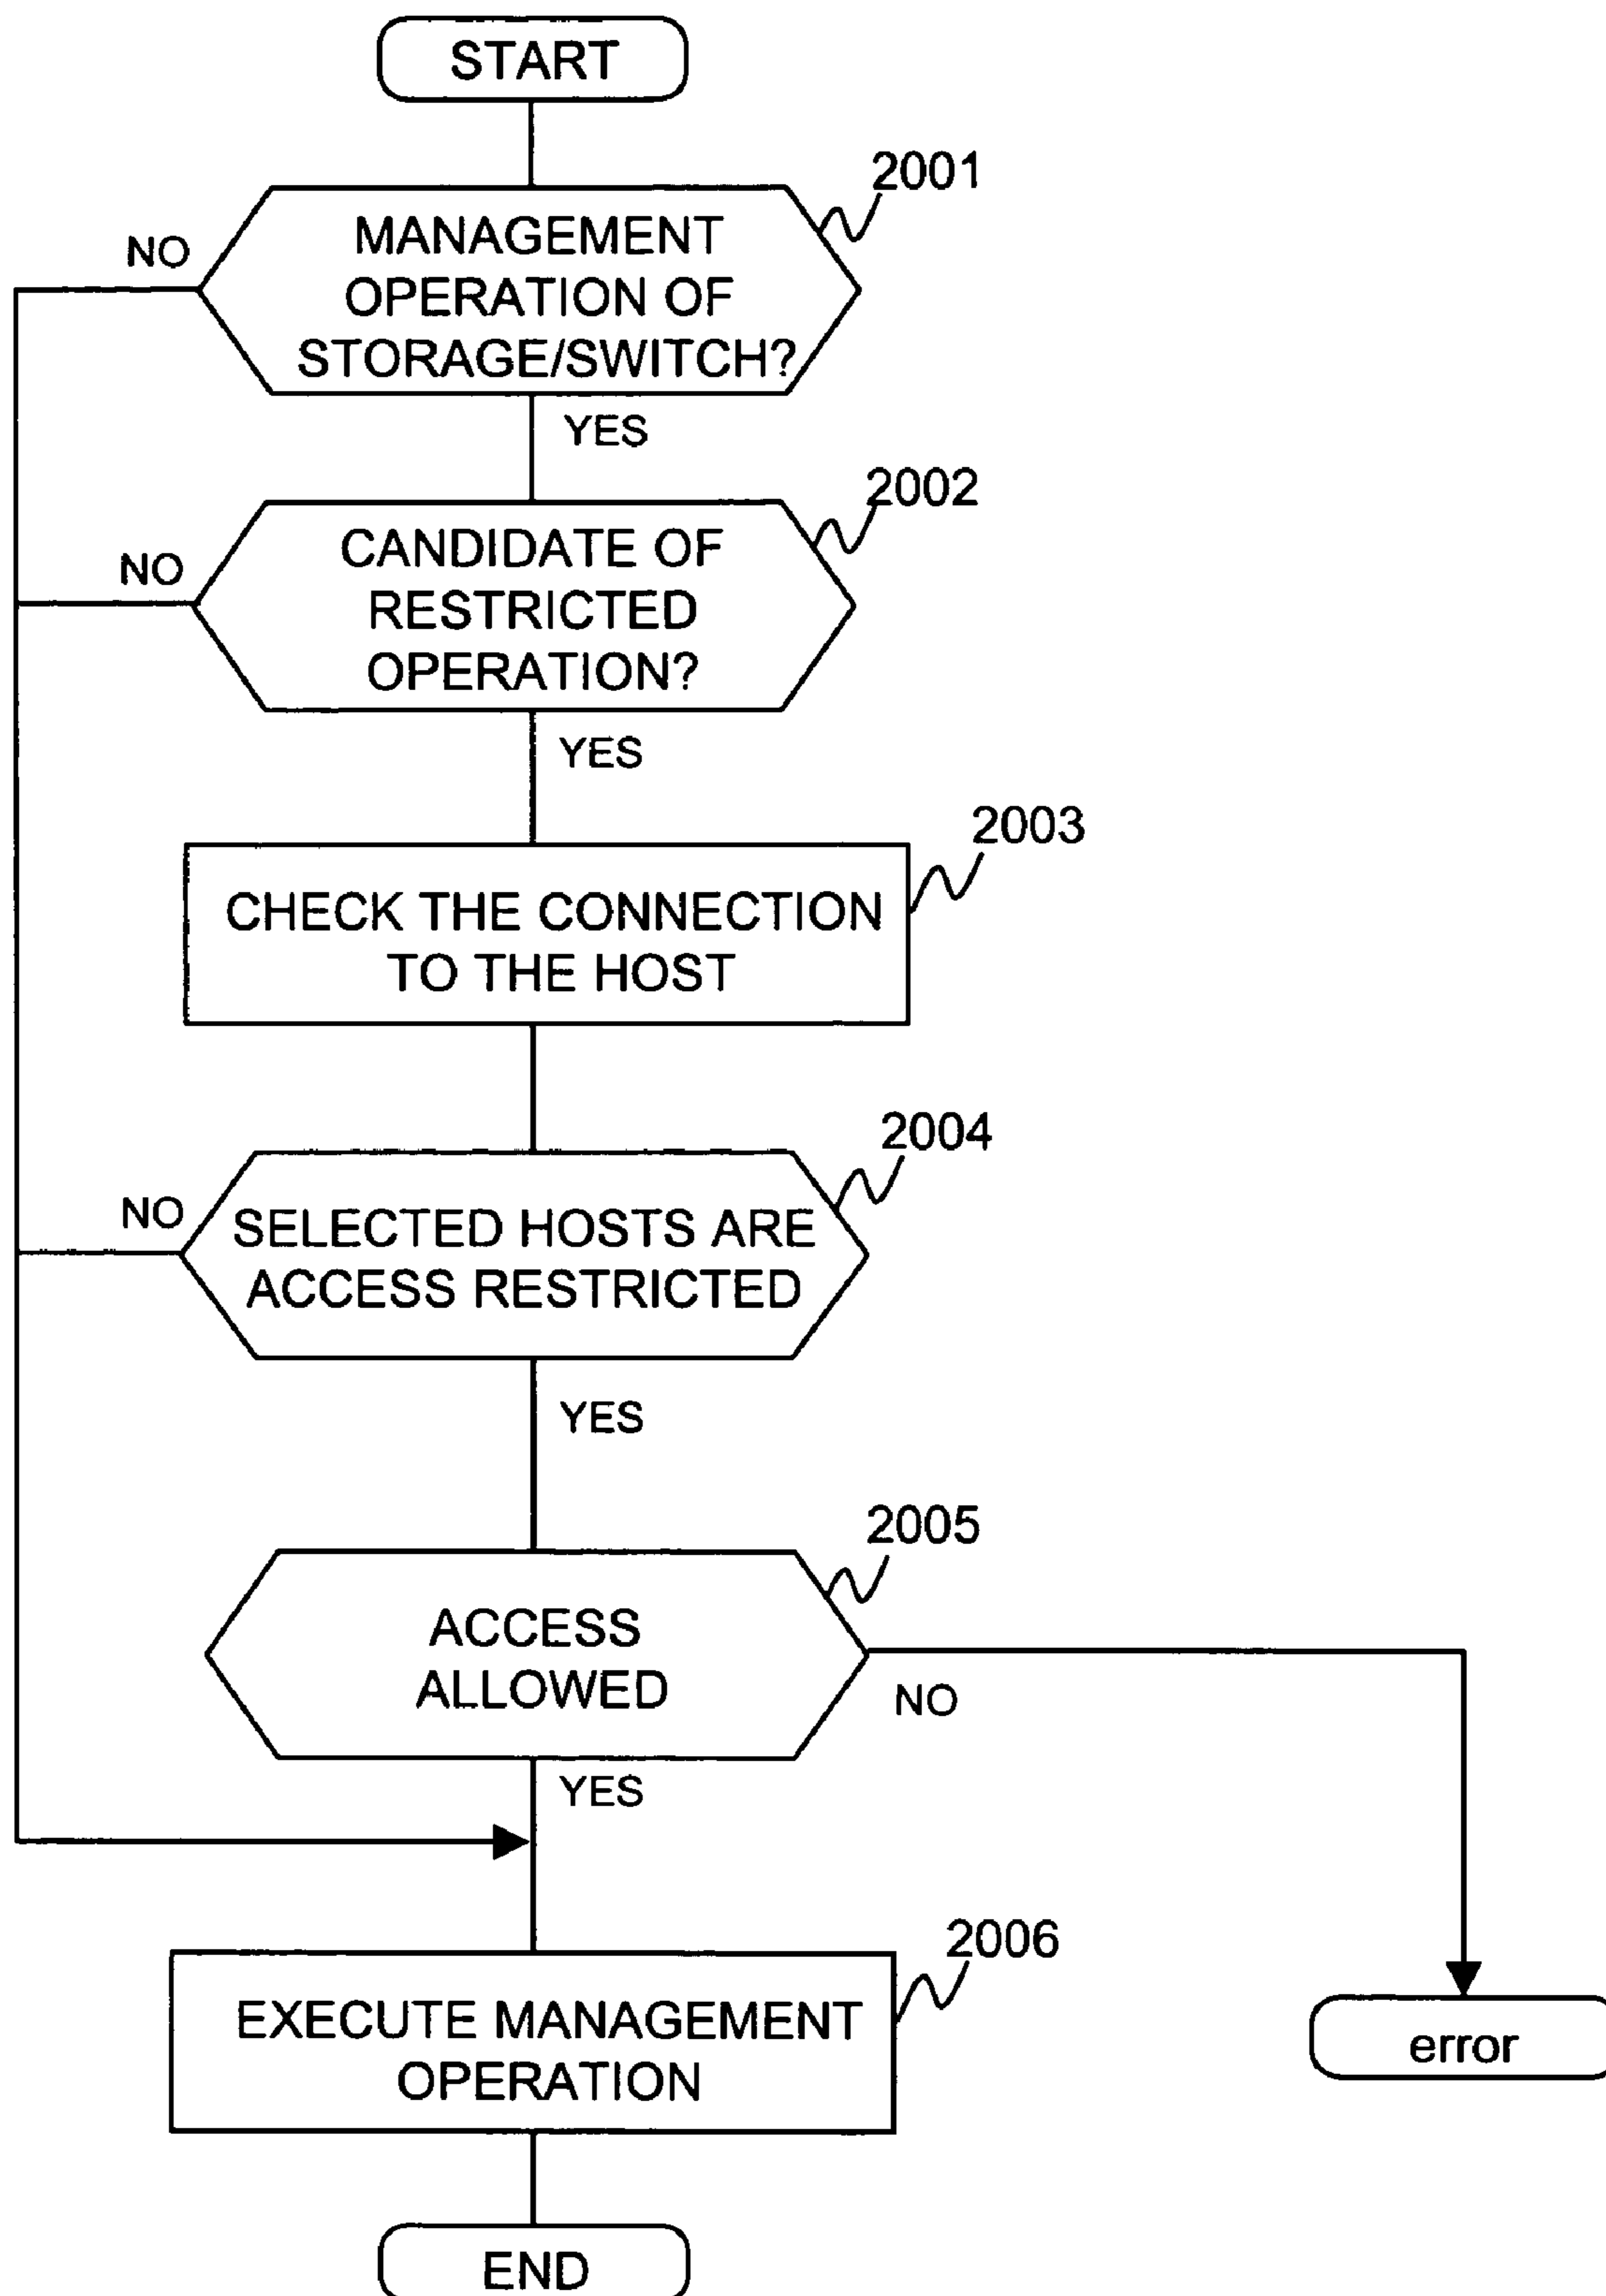 START
2001
NO
MANAGEMENT
OPERATION OF
STORAGE/SWITCH?
YES
2002
NO
CANDIDATE OF
RESTRICTED
OPERATION?
YES
2003
CHECK THE CONNECTION
TO THE HOST
2004
NO
SELECTED HOSTS ARE
ACCESS RESTRICTED
YES
2005
ACCESS
ALLOWED
NO
YES
2006
EXECUTE MANAGEMENT
OPERATION
error
END